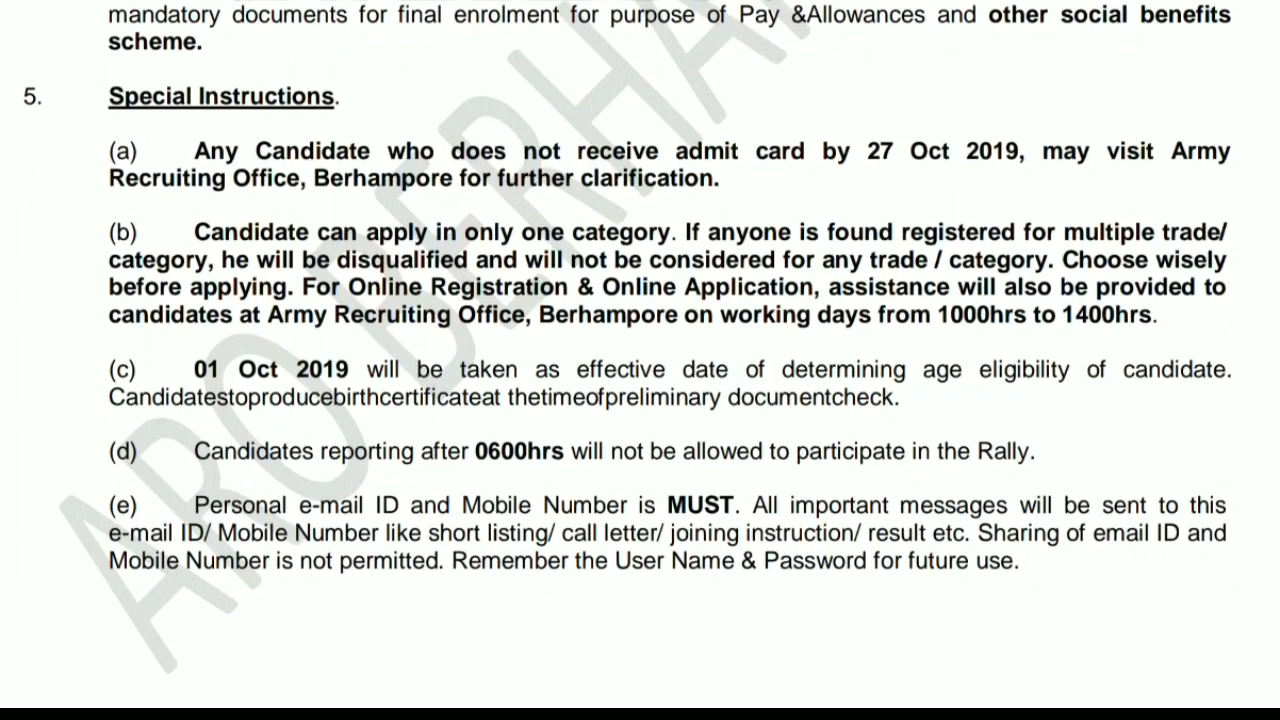 mandatory documents for final enrolment for purpose of Pay &Allowances and other social benefits
scheme.
5. Special Instructions.
(a) Any Candidate who does not receive admit card by 27 Oct 2019, may visit Army
Recruiting Office, Berhampore for further clarification.
(b) Candidate can apply in only one category. If anyone is found registered for multiple trade/
category, he will be disqualified and will not be considered for any trade / category. Choose wisely
before applying. For Online Registration & Online Application, assistance will also be provided to
candidates at Army Recruiting Office, Berhampore on working days from 1000hrs to 1400hrs.
(c) 01 Oct 2019 will be taken as effective date of determining age eligibility of candidate.
Candidatestoproducebirthcertificateat thetimeofpreliminary documentcheck.
(d) Candidates reporting after 0600hrs will not be allowed to participate in the Rally.
(e) Personal e-mail ID and Mobile Number is MUST. All important messages will be sent to this
e-mail ID/ Mobile Number like short listing/ call letter/ joining instruction/ result etc. Sharing of email ID and
Mobile Number is not permitted. Remember the User Name & Password for future use.
ARO BERHA